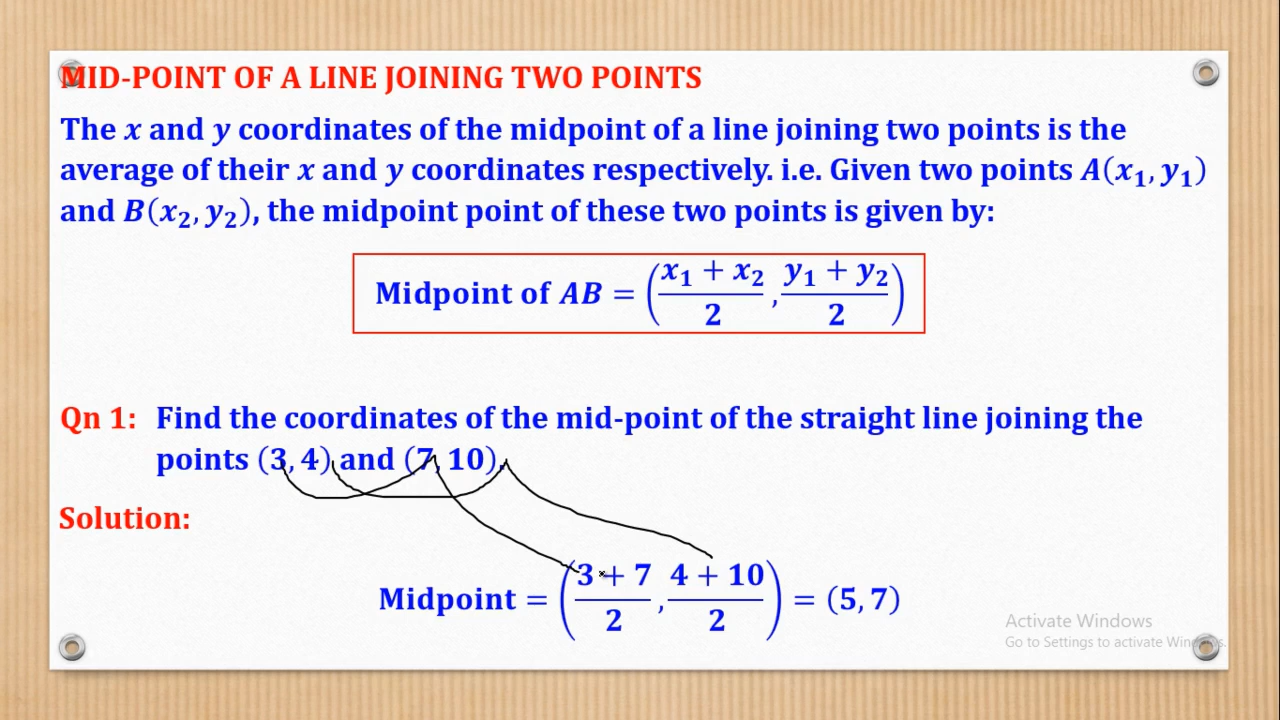 MID-POINT OF A LINE JOINING TWO POINTS
The x and y coordinates of the midpoint of a line joining two points is the
average of their x and y coordinates respectively. i.e. Given two points A(x₁, y₁)
and B(x₂, y₂), the midpoint point of these two points is given by:
Midpoint of AB = ((x₁ + x₂)/2, (y₁ + y₂)/2)
Qn 1: Find the coordinates of the mid-point of the straight line joining the
points (3, 4) and (7, 10).
Solution:
Midpoint = ((3 + 7)/2, (4 + 10)/2) = (5, 7)
Activate Windows
Go to Settings to activate Windows.